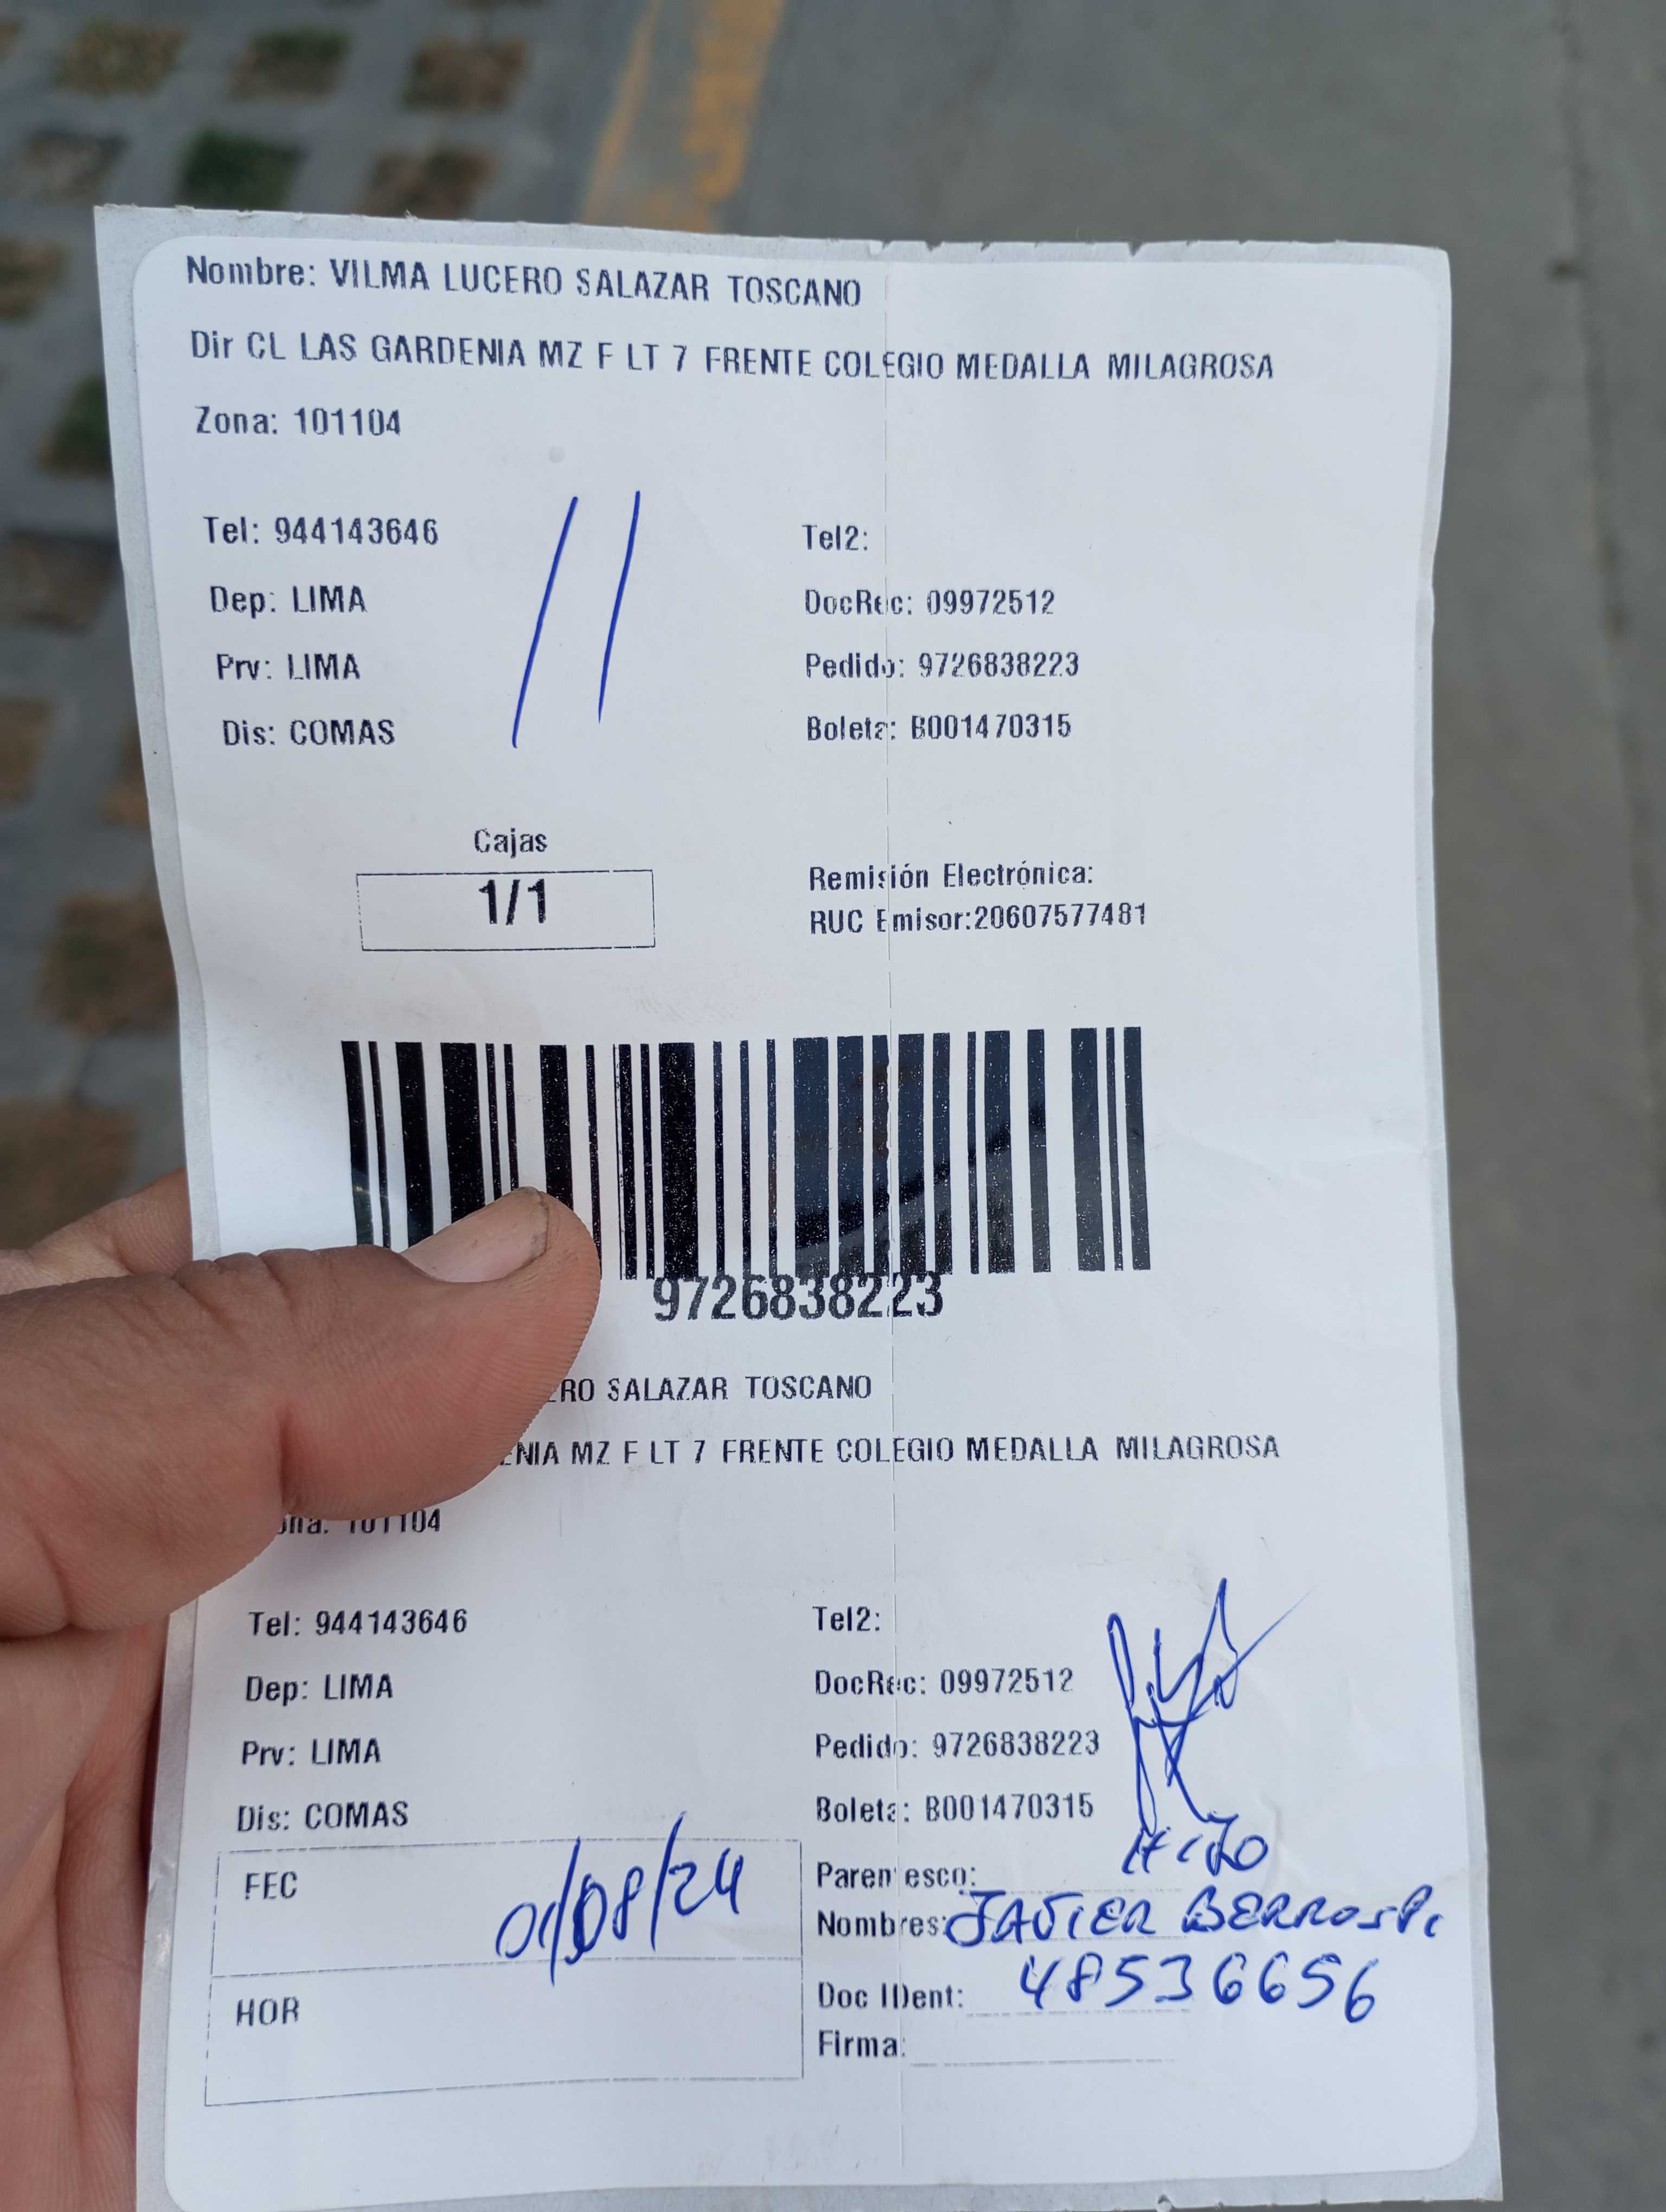 Nombre: VILMA LUCERO SALAZAR TOSCANO
Dir CL LAS GARDENIA MZ F LT 7 FRENTE COLEGIO MEDALLA MILAGROSA
Zona: 101104
Tel: 944143646 Tel2:
Dep: LIMA DocRec: 09972512
Prv: LIMA Pedido: 9726838223
Dis: COMAS Boleta: B001470315
Cajas
1/1
Remisión Electrónica:
RUC Emisor:20607577481
9726838223
SALAZAR TOSCANO
MZ F LT 7 FRENTE COLEGIO MEDALLA MILAGROSA
101104
Tel: 944143646 Tel2:
Dep: LIMA DocRec: 09972512
Prv: LIMA Pedido: 9726838223
Dis: COMAS Boleta: B001470315
FEC 01/08/24
HOR
Parentesco: HIJO
Nombres: JAVIER BERROSPI
Doc IDent: 48536656
Firma: